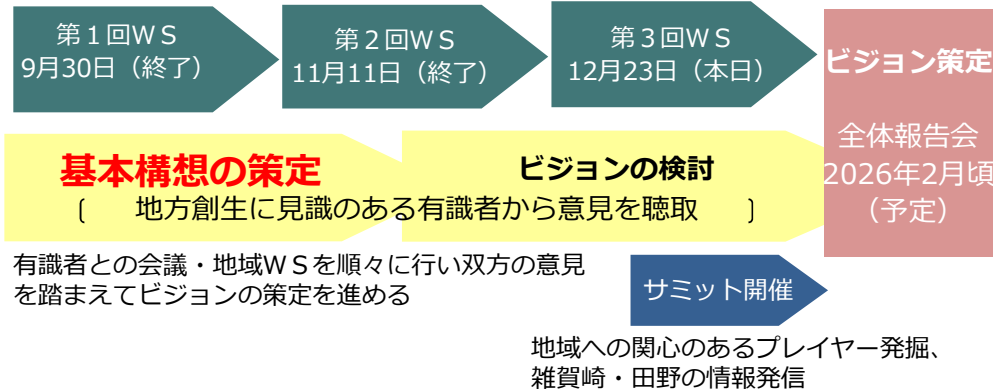 第１回ＷＳ
9月30日（終了）
第２回ＷＳ
11月11日（終了）
第３回ＷＳ
12月23日（本日）
ビジョン策定
全体報告会
2026年2月頃
（予定）
基本構想の策定
ビジョンの検討
（ 地方創生に見識のある有識者から意見を聴取 ）
有識者との会議・地域ＷＳを順々に行い双方の意見
を踏まえてビジョンの策定を進める
サミット開催
地域への関心のあるプレイヤー発掘、
雑賀崎・田野の情報発信